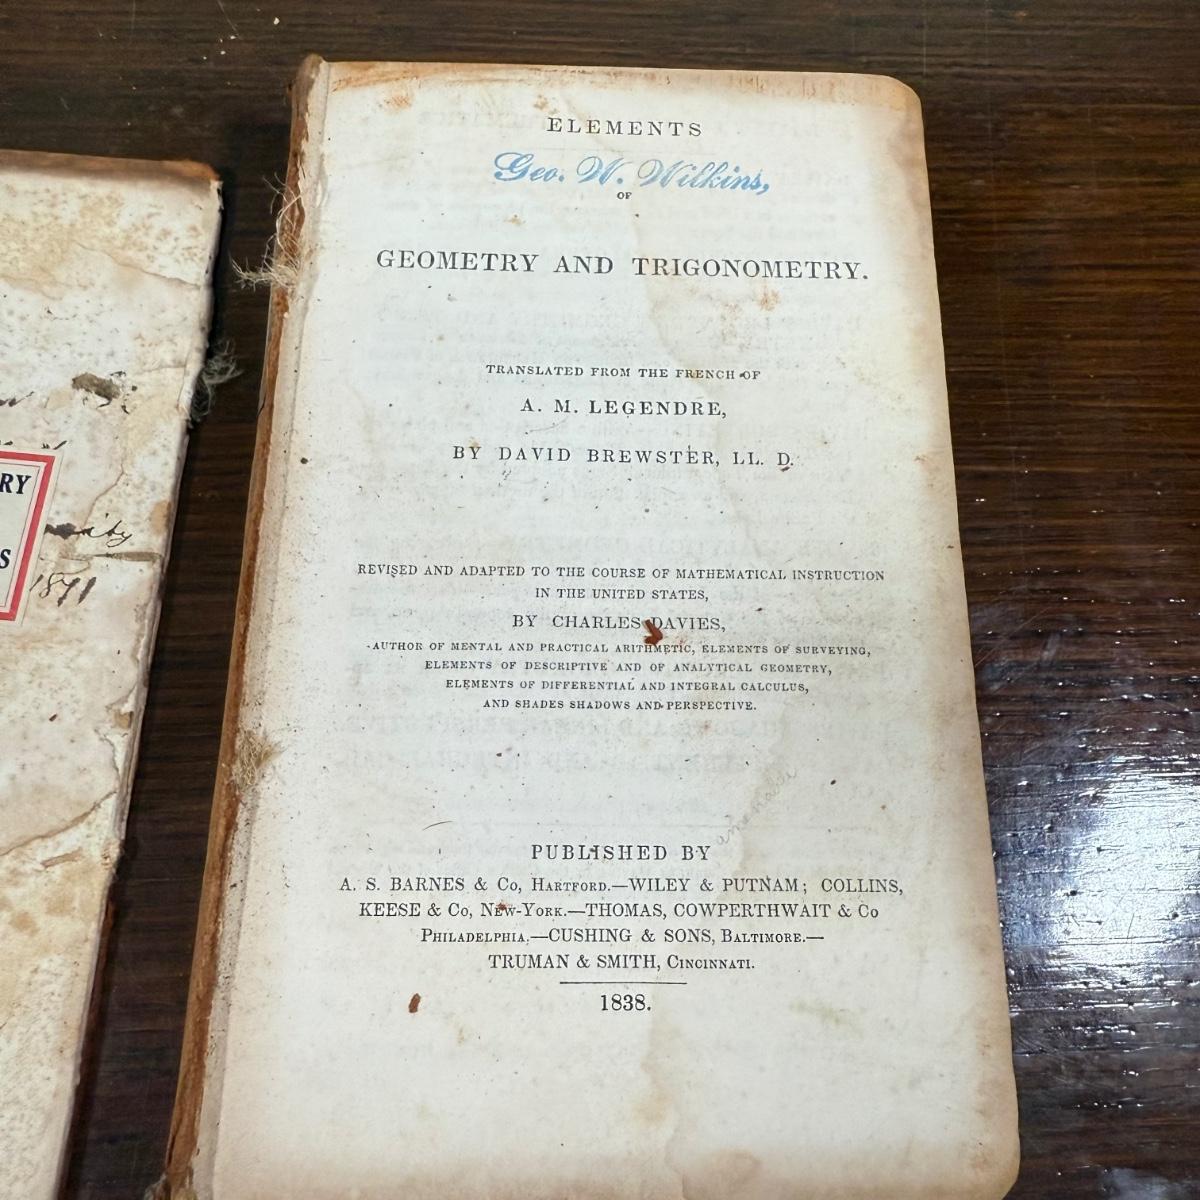 RY
S
1871
ELEMENTS
Geo. W. Wilkins,
OF
GEOMETRY AND TRIGONOMETRY.
TRANSLATED FROM THE FRENCH OF
A. M. LEGENDRE,
BY DAVID BREWSTER, LL. D.
REVISED AND ADAPTED TO THE COURSE OF MATHEMATICAL INSTRUCTION
IN THE UNITED STATES,
BY CHARLES DAVIES,
AUTHOR OF MENTAL AND PRACTICAL ARITHMETIC, ELEMENTS OF SURVEYING,
ELEMENTS OF DESCRIPTIVE AND OF ANALYTICAL GEOMETRY,
ELEMENTS OF DIFFERENTIAL AND INTEGRAL CALCULUS,
AND SHADES SHADOWS AND PERSPECTIVE.
PUBLISHED BY
A. S. BARNES & Co, HARTFORD.—WILEY & PUTNAM; COLLINS,
KEESE & Co, NEW-YORK.—THOMAS, COWPERTHWAIT & Co
PHILADELPHIA.—CUSHING & SONS, BALTIMORE.—
TRUMAN & SMITH, CINCINNATI.
1838.